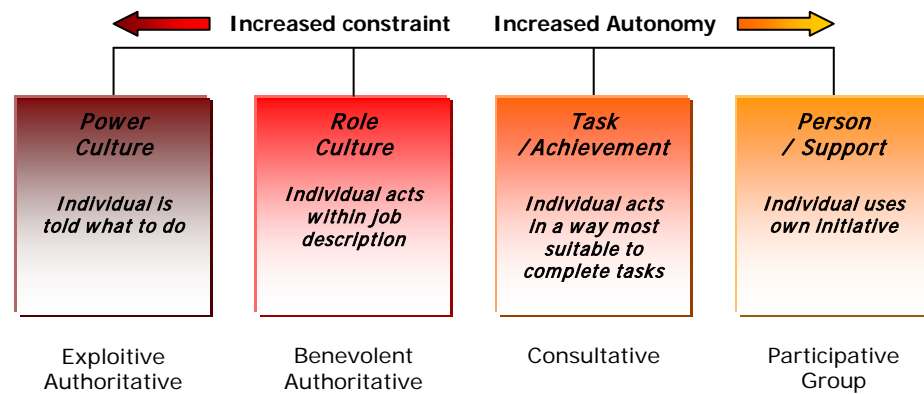 Increased constraint Increased Autonomy
Power
Culture
Individual is
told what to do
Role
Culture
Individual acts
within job
description
Task
/Achievement
Individual acts
in a way most
suitable to
complete tasks
Person
/ Support
Individual uses
own initiative
Exploitive
Authoritative
Benevolent
Authoritative
Consultative
Participative
Group